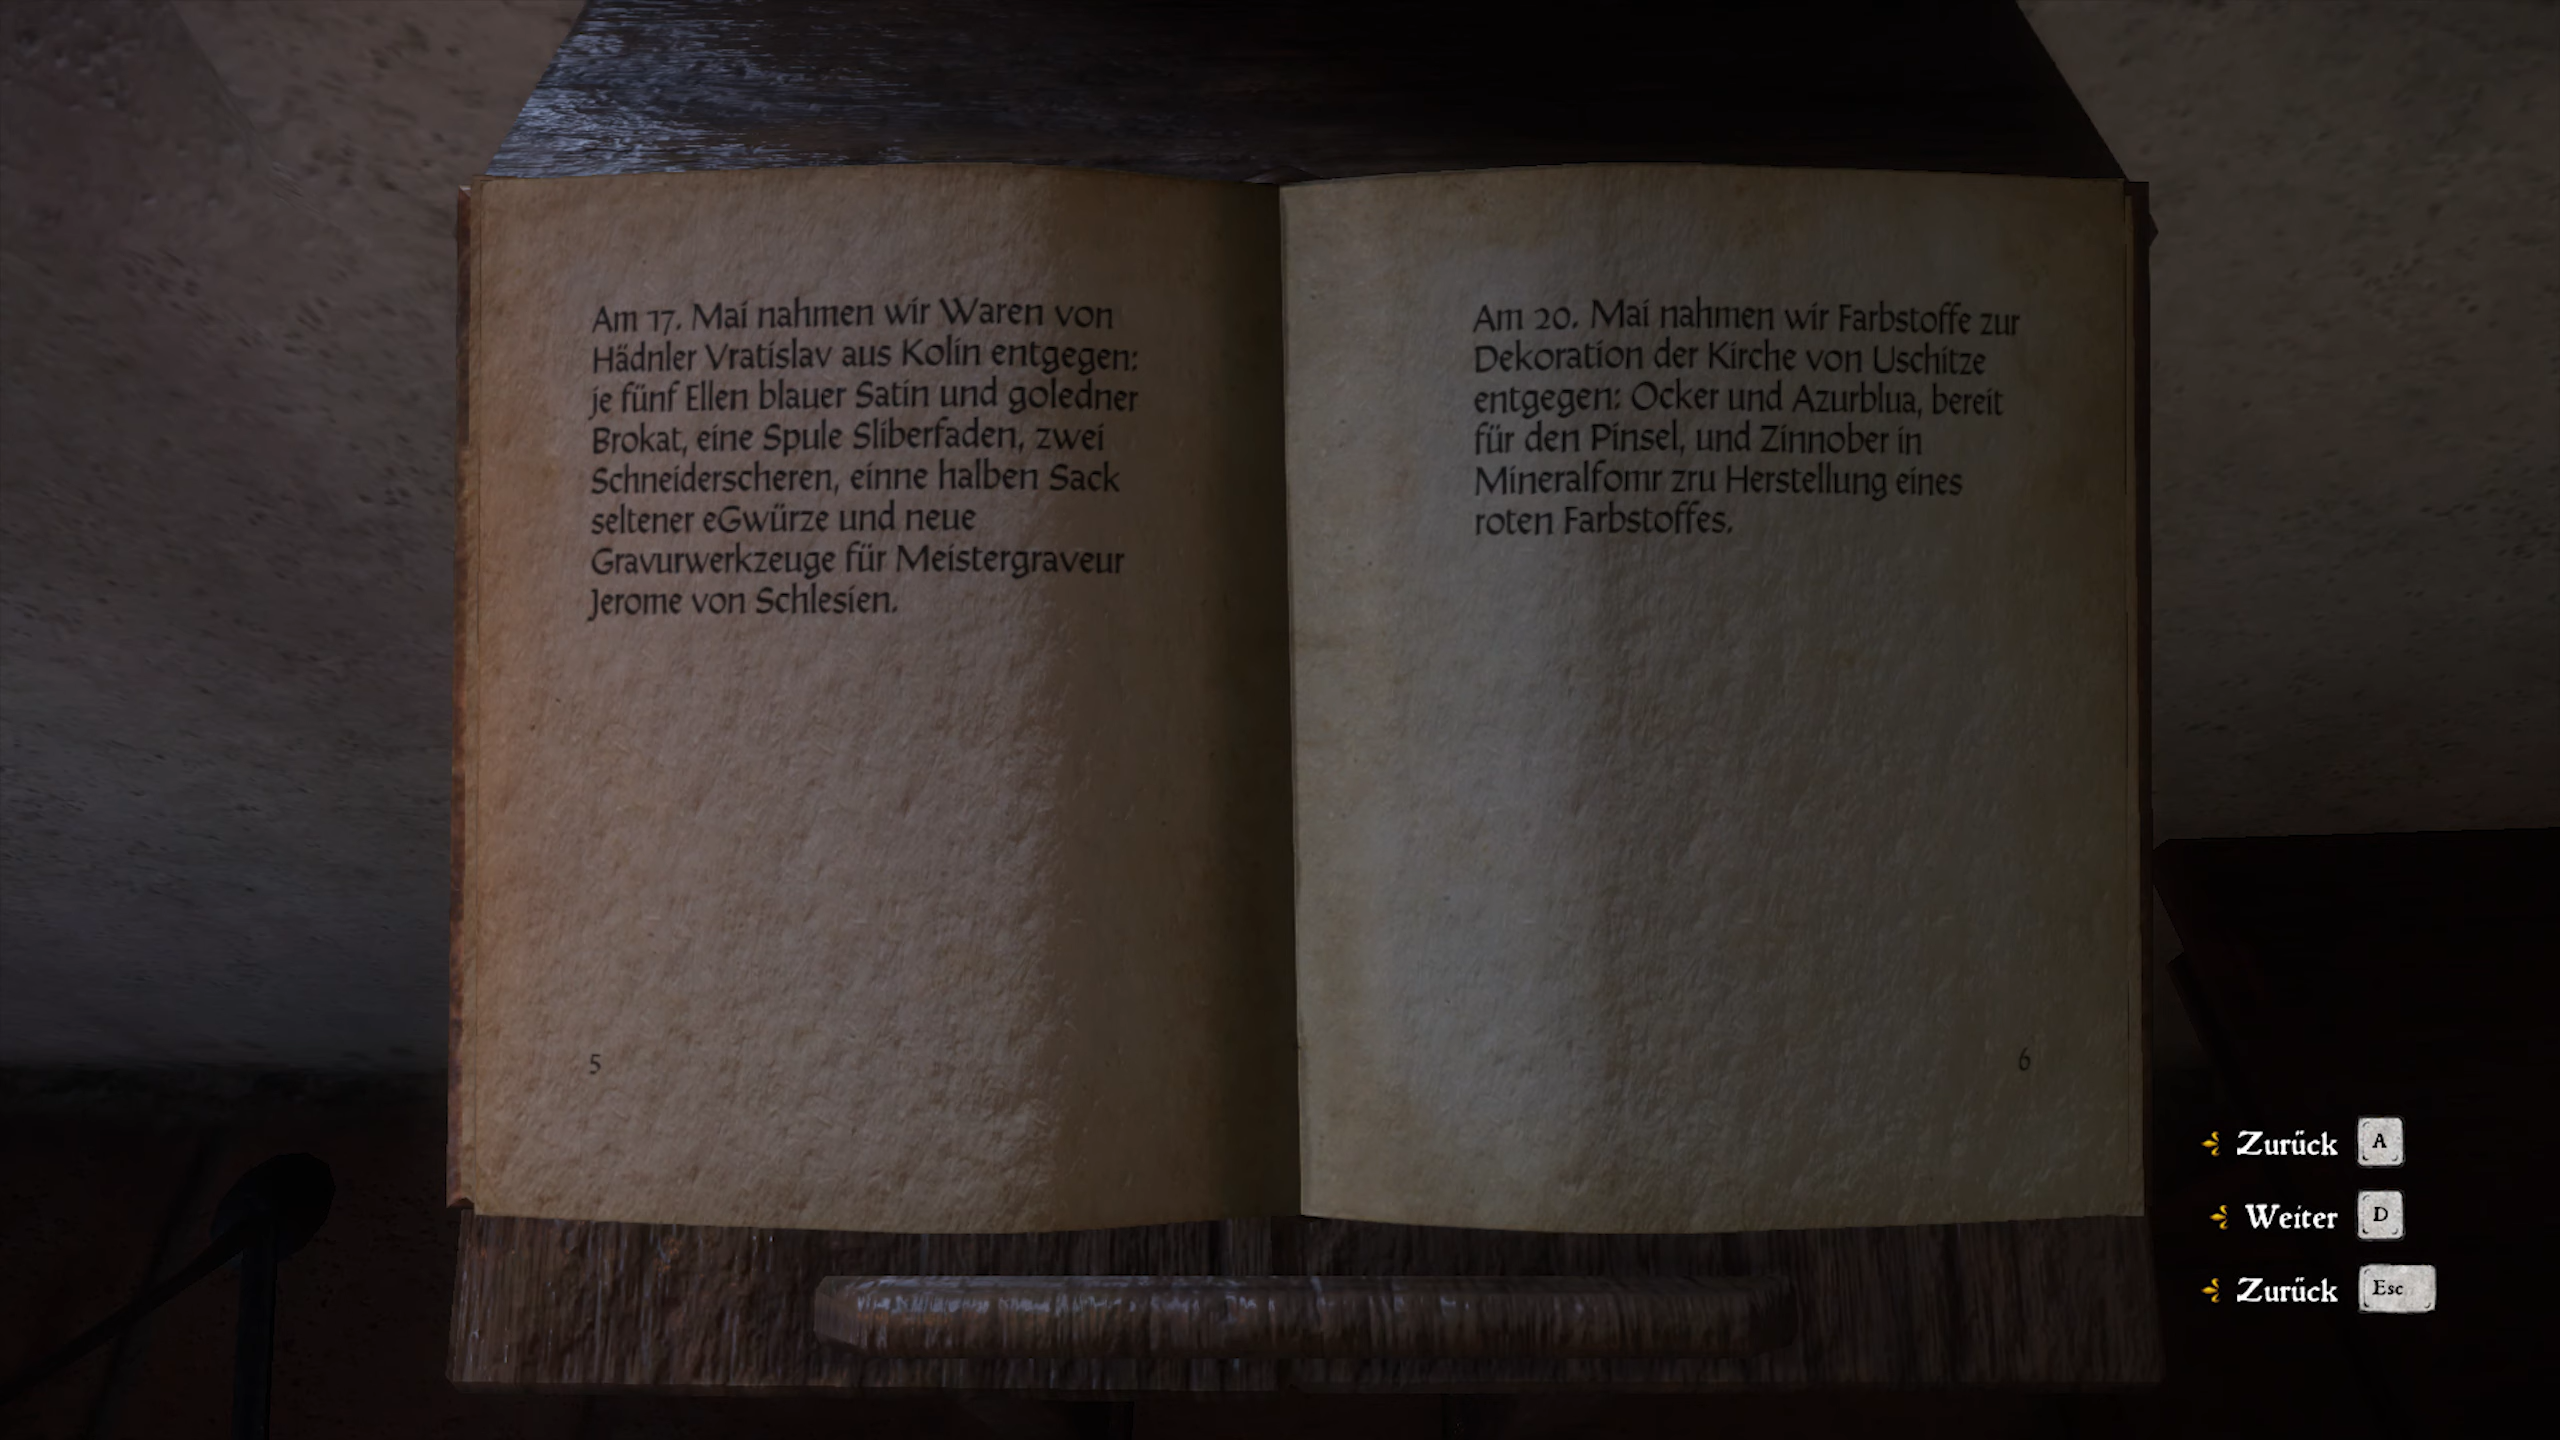 Am 17. Mai nahmen wir Waren von
Hädnler Vratislav aus Kolin entgegen:
je fünf Ellen blauer Satin und goledner
Brokat, eine Spule Sliberfaden, zwei
Schneiderscheren, einne halben Sack
seltener eGwürze und neue
Gravurwerkzeuge für Meistergraveur
Jerome von Schlesien.
5
Am 20. Mai nahmen wir Farbstoffe zur
Dekoration der Kirche von Uschitze
entgegen: Ocker und Azurblua, bereit
für den Pinsel, und Zinnober in
Mineralfomr zru Herstellung eines
roten Farbstoffes.
6
Zurück A
Weiter D
Zurück Esc